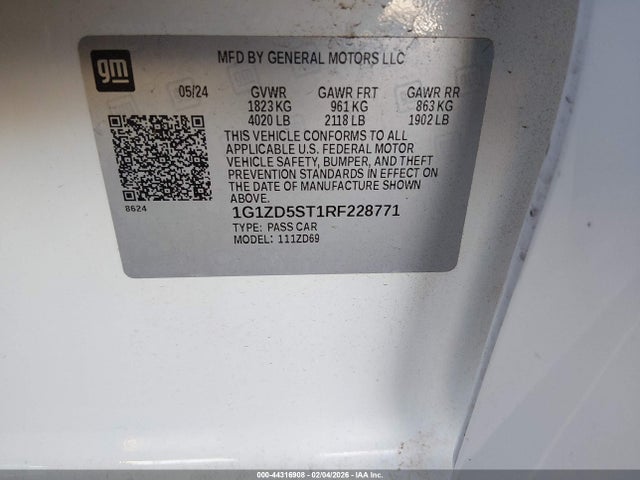 gm
MFD BY GENERAL MOTORS LLC
05/24 GVWR GAWR FRT GAWR RR
1823 KG 961 KG 863 KG
4020 LB 2118 LB 1902 LB
THIS VEHICLE CONFORMS TO ALL
APPLICABLE U.S. FEDERAL MOTOR
VEHICLE SAFETY, BUMPER, AND THEFT
PREVENTION STANDARDS IN EFFECT ON
THE DATE OF MANUFACTURE SHOWN
ABOVE.
8624
1G1ZD5ST1RF228771
TYPE: PASS CAR
MODEL: 111ZD69
000-44316908 - 02/04/2026 - IAA Inc.